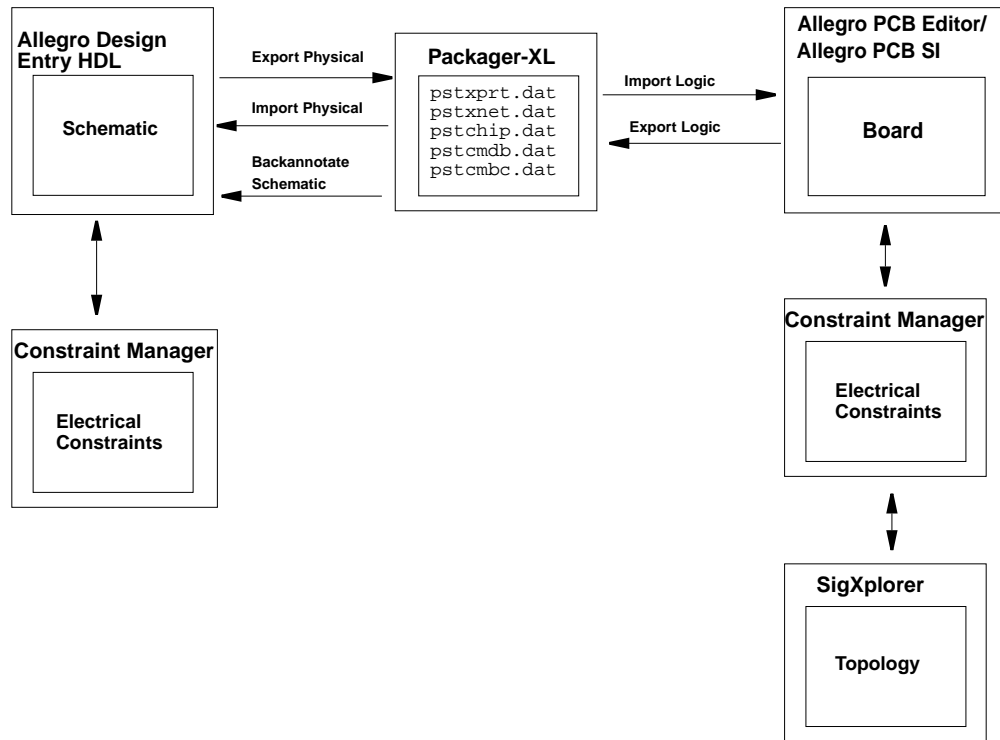 Allegro Design
Entry HDL
Schematic
Export Physical
Import Physical
Backannotate
Schematic
Packager-XL
pstxprt.dat
pstxnet.dat
pstchip.dat
pstcmdb.dat
pstcmbc.dat
Import Logic
Export Logic
Allegro PCB Editor/
Allegro PCB SI
Board
Constraint Manager
Electrical
Constraints
Constraint Manager
Electrical
Constraints
SigXplorer
Topology